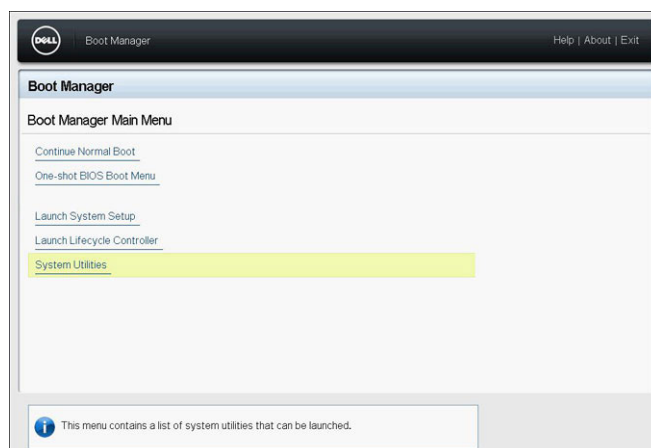 DELL
Boot Manager
Help | About | Exit
Boot Manager
Boot Manager Main Menu
Continue Normal Boot
One-shot BIOS Boot Menu
Launch System Setup
Launch Lifecycle Controller
System Utilities
This menu contains a list of system utilities that can be launched.